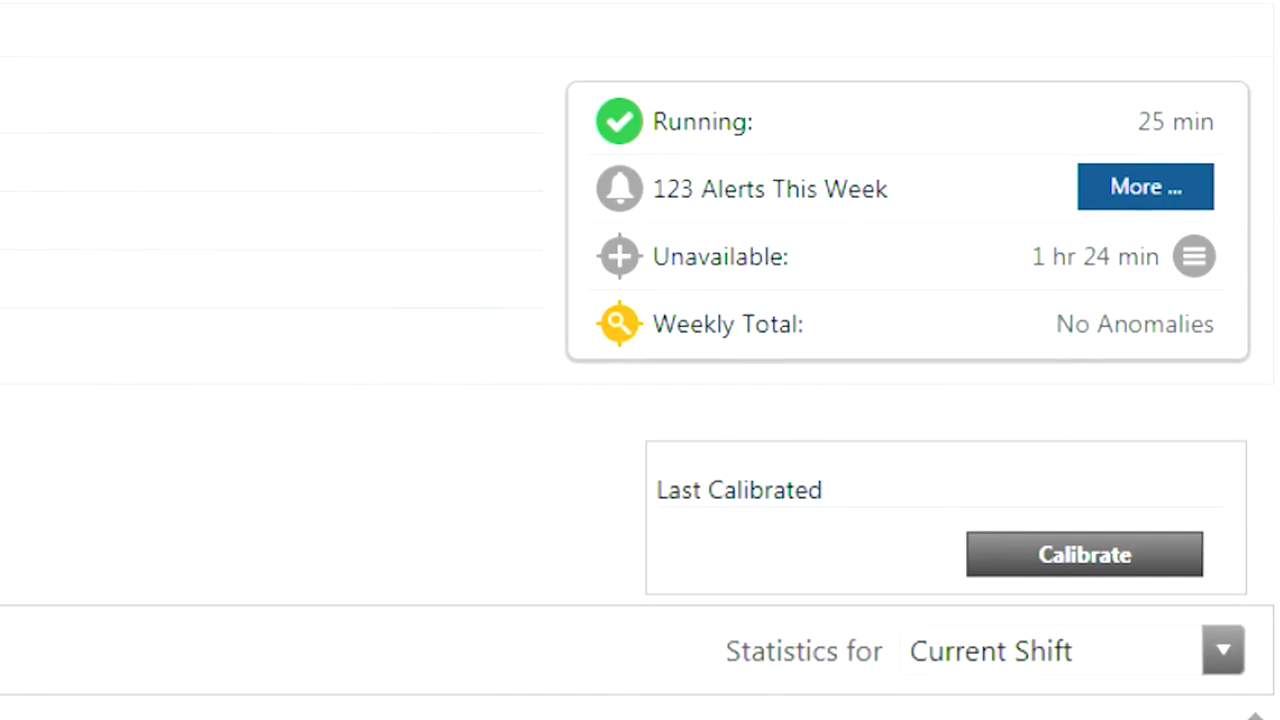 Running: 25 min
123 Alerts This Week More ...
Unavailable: 1 hr 24 min
Weekly Total: No Anomalies
Last Calibrated
Calibrate
Statistics for Current Shift